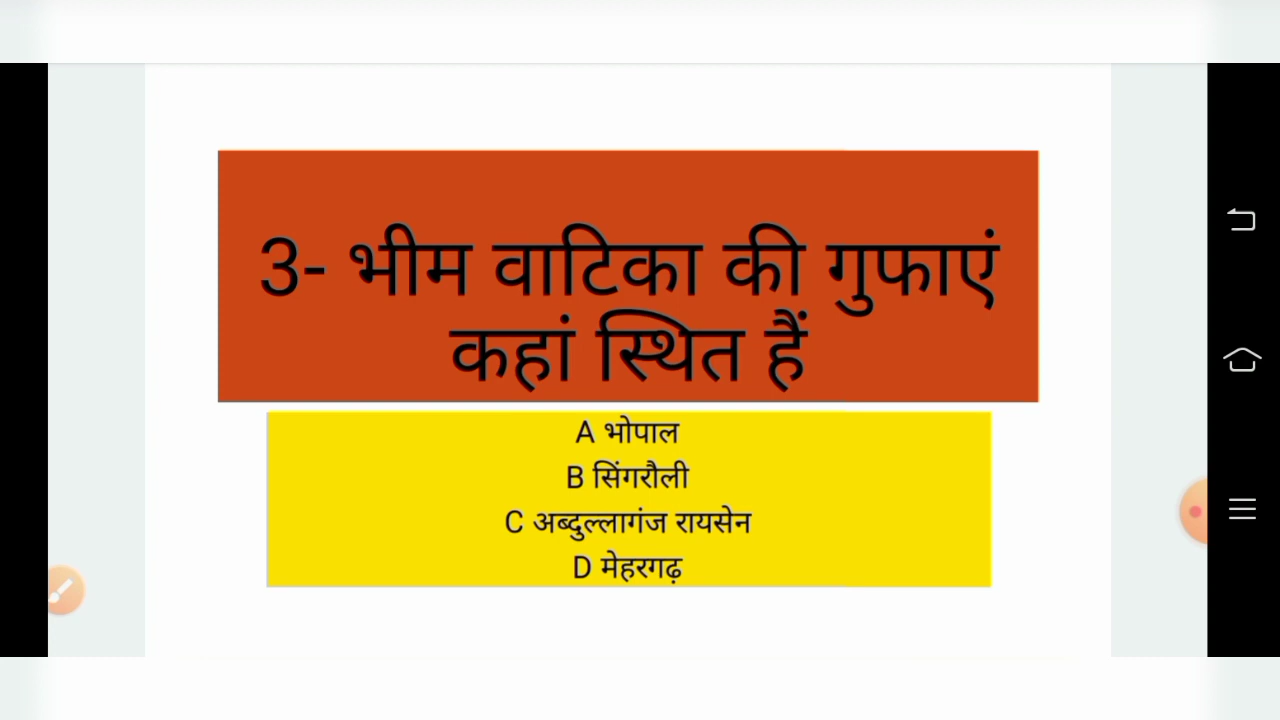 3- भीम वाटिका की गुफाएं
कहां स्थित हैं
A भोपाल
B सिंगरौली
C अब्दुल्लागंज रायसेन
D मेहरगढ़